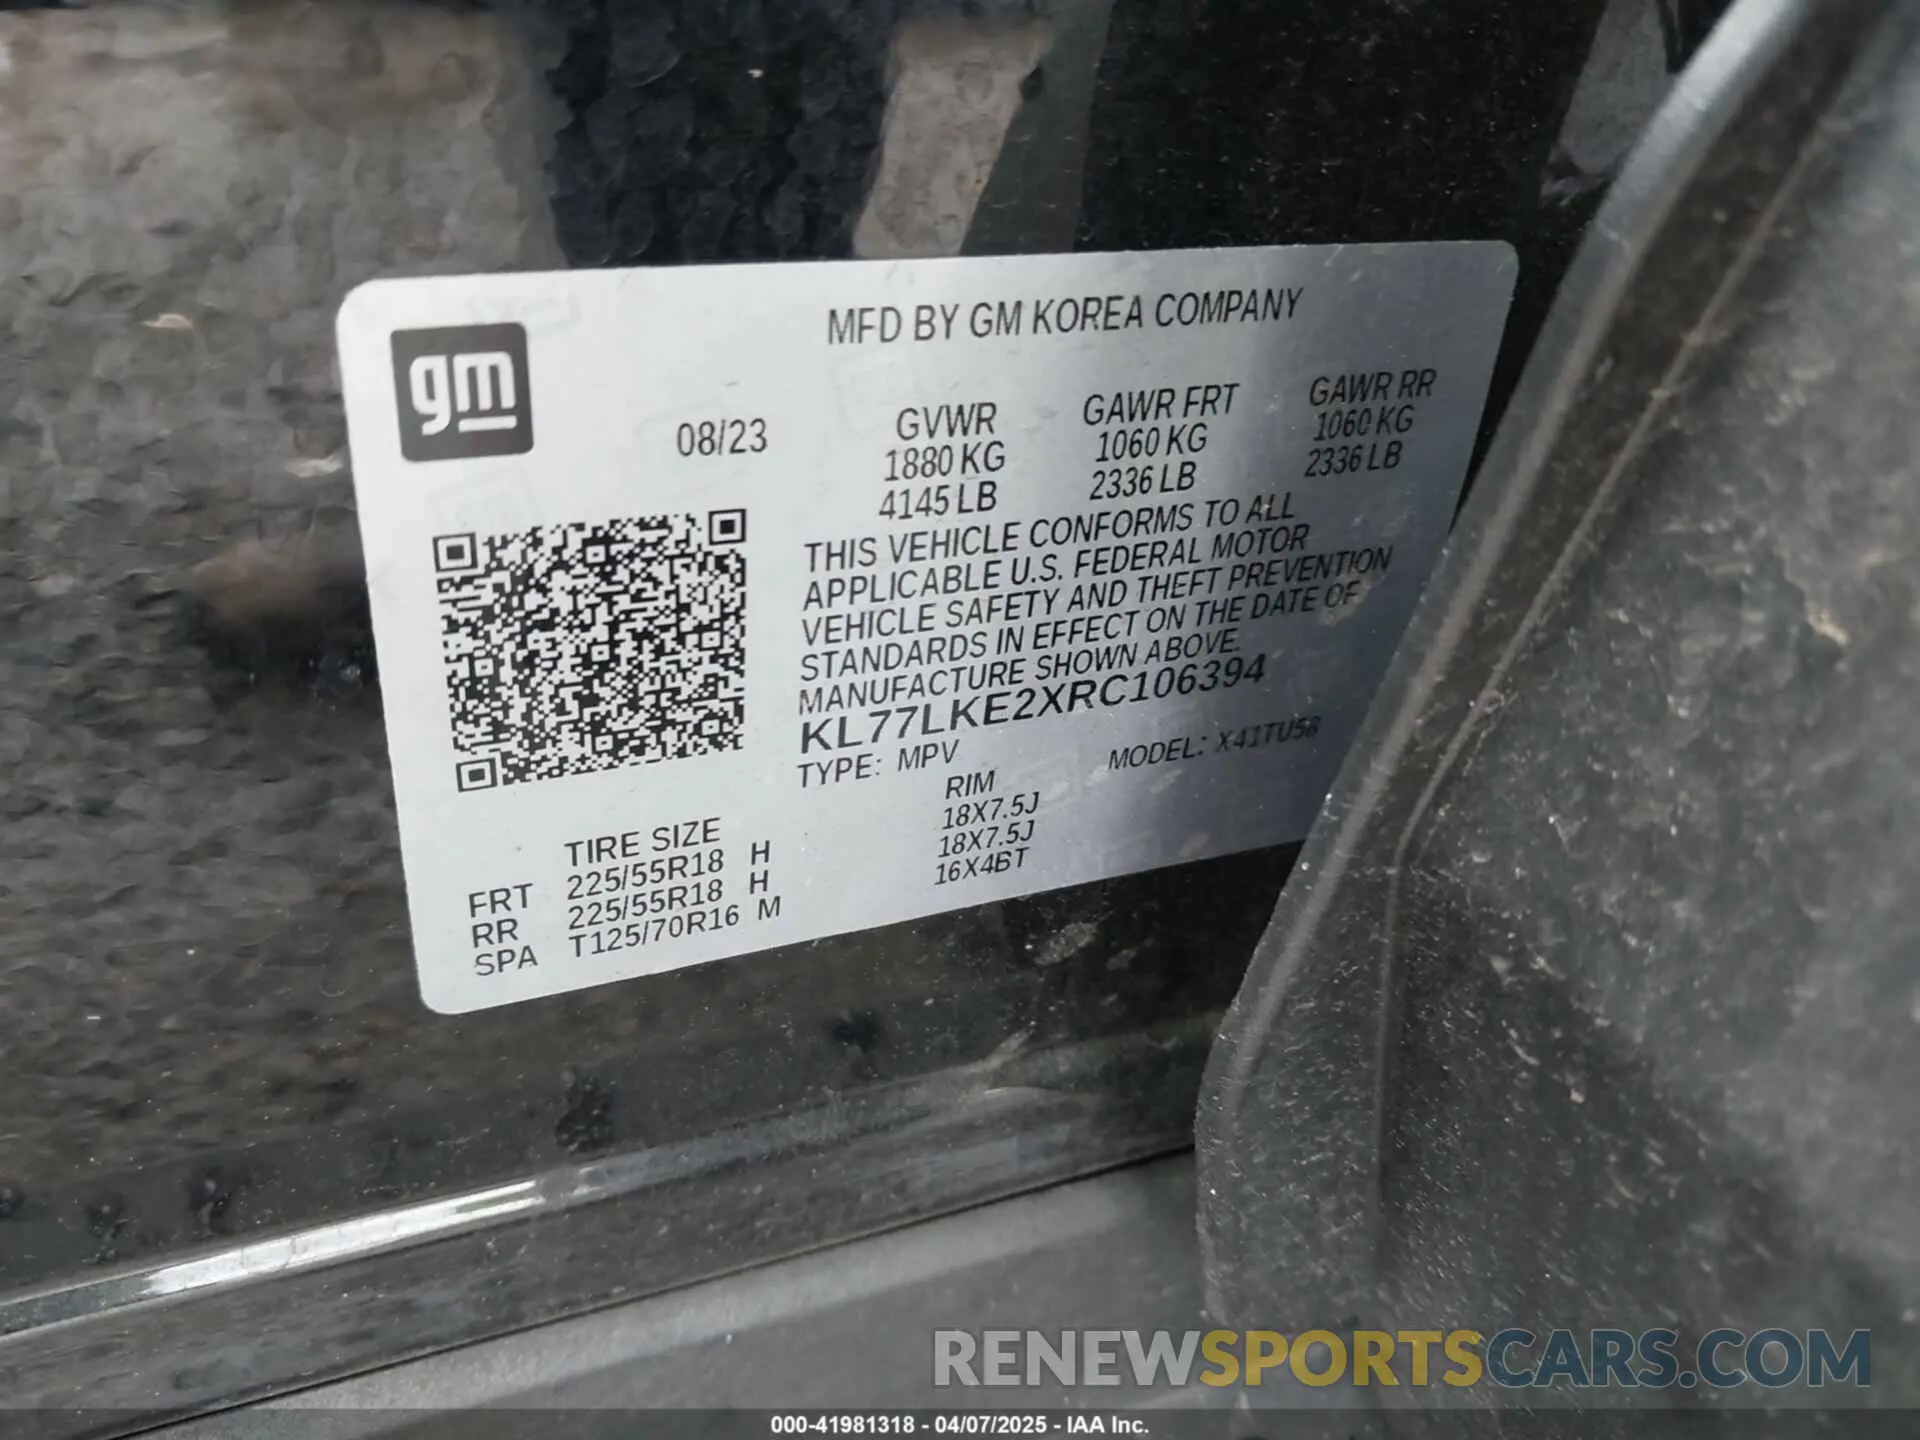 gm
MFD BY GM KOREA COMPANY
08/23
GVWR GAWR FRT GAWR RR
1880 KG 1060 KG 1060 KG
4145 LB 2336 LB 2336 LB
THIS VEHICLE CONFORMS TO ALL
APPLICABLE U.S. FEDERAL MOTOR
VEHICLE SAFETY AND THEFT PREVENTION
STANDARDS IN EFFECT ON THE DATE OF
MANUFACTURE SHOWN ABOVE.
KL77LKE2XRC106394
TYPE: MPV MODEL: X41TU58
TIRE SIZE RIM
FRT 225/55R18 H 18X7.5J
RR 225/55R18 H 18X7.5J
SPA T125/70R16 M 16X4BT
RENEWSPORTSCARS.COM
000-41981318 - 04/07/2025 - IAA Inc.